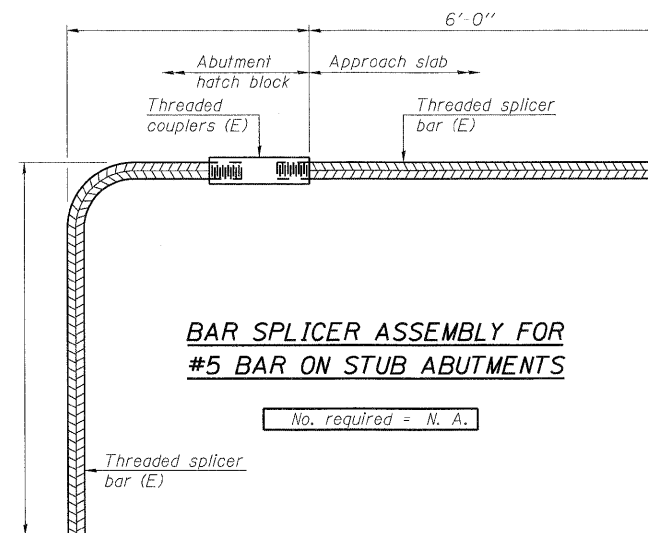 6'-0"
Abutment
hatch block
Approach slab
Threaded
couplers (E)
Threaded splicer
bar (E)
BAR SPLICER ASSEMBLY FOR
#5 BAR ON STUB ABUTMENTS
No. required = N. A.
Threaded splicer
bar (E)